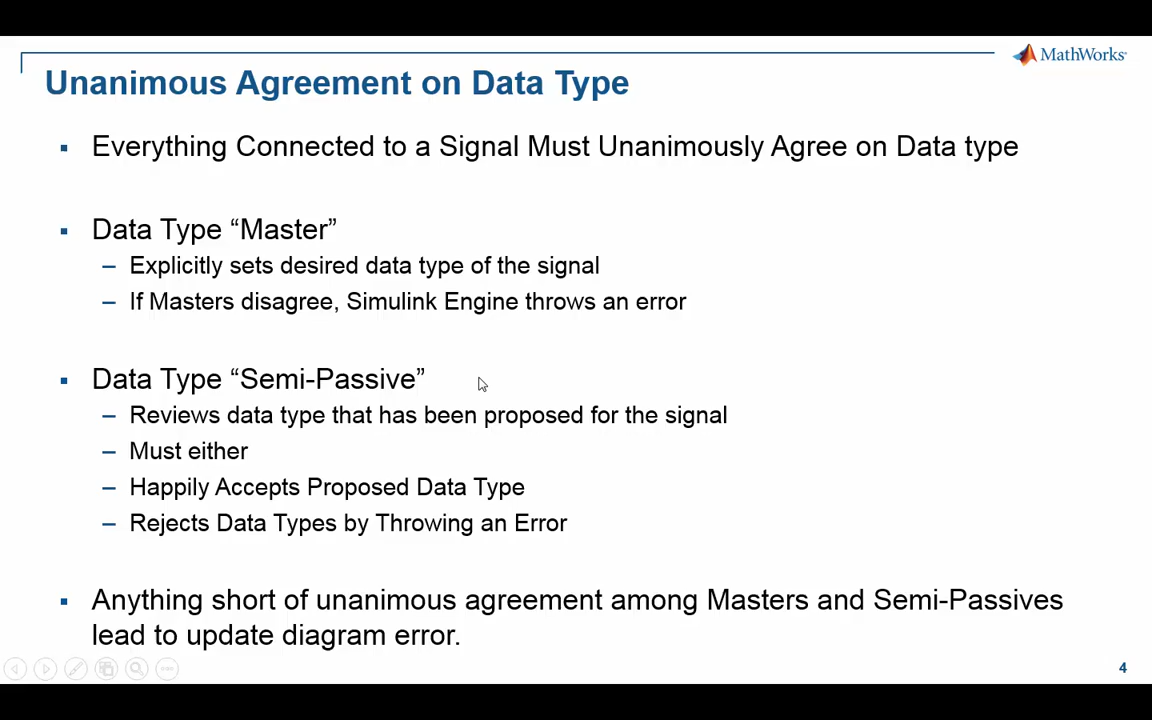 MathWorks®
Unanimous Agreement on Data Type
▪ Everything Connected to a Signal Must Unanimously Agree on Data type
▪ Data Type “Master”
– Explicitly sets desired data type of the signal
– If Masters disagree, Simulink Engine throws an error
▪ Data Type “Semi-Passive”
– Reviews data type that has been proposed for the signal
– Must either
– Happily Accepts Proposed Data Type
– Rejects Data Types by Throwing an Error
▪ Anything short of unanimous agreement among Masters and Semi-Passives
lead to update diagram error.
4